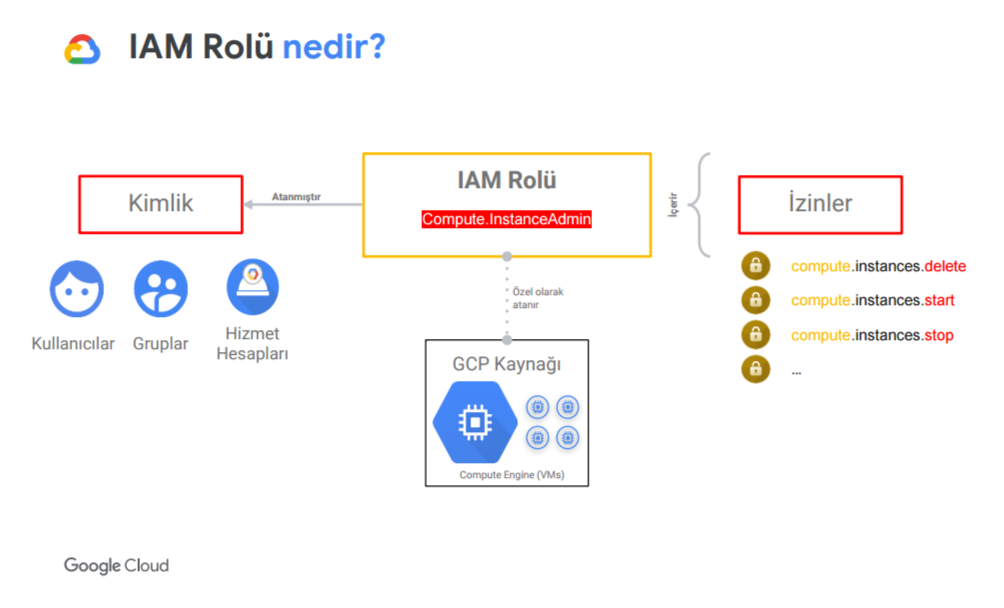 IAM Rolü nedir?
Kimlik
Atanmıştır
IAM Rolü
Compute.InstanceAdmin
İçerir
İzinler
Kullanıcılar
Gruplar
Hizmet
Hesapları
Özel olarak
atanır
GCP Kaynağı
Compute Engine (VMs)
compute.instances.delete
compute.instances.start
compute.instances.stop
...
Google Cloud